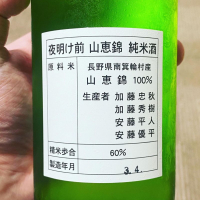 夜明け前 山恵錦 純米酒
原料米 長野県南箕輪村産
山恵錦 100%
生産者 加藤忠秋
加藤秀樹
安藤平人
安藤優平
精米歩合 60%
製造年月 3.4.